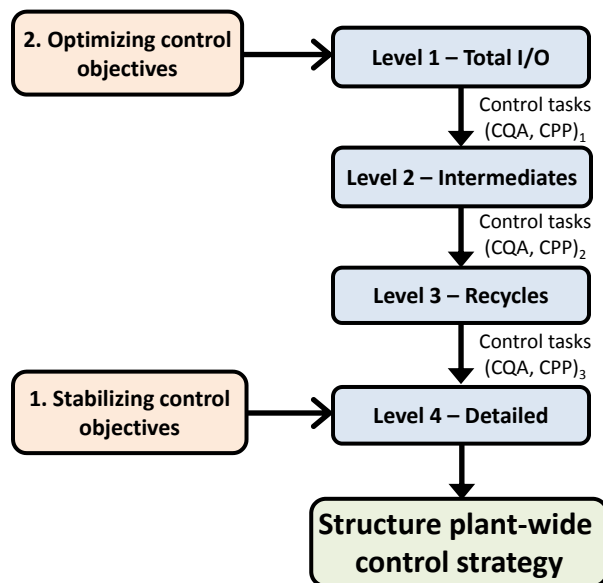 2. Optimizing control
objectives
Level 1 – Total I/O
Control tasks
(CQA, CPP)₁
Level 2 – Intermediates
Control tasks
(CQA, CPP)₂
Level 3 – Recycles
Control tasks
(CQA, CPP)₃
1. Stabilizing control
objectives
Level 4 – Detailed
Structure plant-wide
control strategy